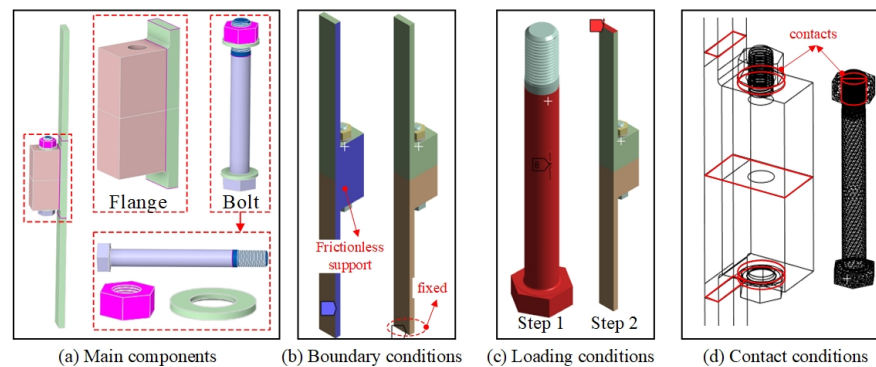 Flange
Bolt
Frictionless
support
fixed
Step 1
Step 2
contacts
(a) Main components
(b) Boundary conditions
(c) Loading conditions
(d) Contact conditions